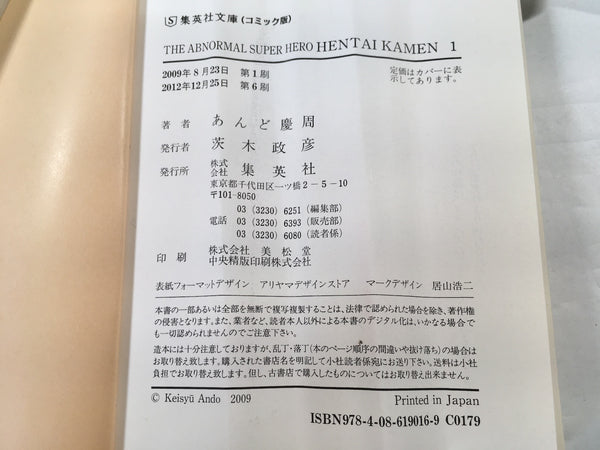 S 集英社文庫(コミック版)
THE ABNORMAL SUPER HERO HENTAI KAMEN 1
2009年8月23日 第1刷
2012年12月25日 第6刷
定価はカバーに表
示してあります。
著者 あんど慶周
発行者 茨木政彦
発行所 株式会社 集英社
東京都千代田区一ツ橋2-5-10
〒101-8050
03 (3230) 6251 (編集部)
電話 03 (3230) 6393 (販売部)
03 (3230) 6080 (読者係)
印刷 株式会社 美松堂
中央精版印刷株式会社
表紙フォーマットデザイン アリヤマデザインストア マークデザイン 居山浩二
本書の一部あるいは全部を無断で複写複製することは、法律で認められた場合を除き、著作権
の侵害となります。また、業者など、読者本人以外による本書のデジタル化は、いかなる場合で
も一切認められませんのでご注意下さい。
造本には十分注意しておりますが、乱丁・落丁(本のページ順序の間違いや抜け落ち)の場合は
お取り替え致します。購入された書店名を明記して小社読者係宛にお送り下さい。送料は小社
負担でお取り替え致します。但し、古書店で購入したものについてはお取り替え出来ません。
© Keisyū Ando 2009
Printed in Japan
ISBN978-4-08-619016-9 C0179